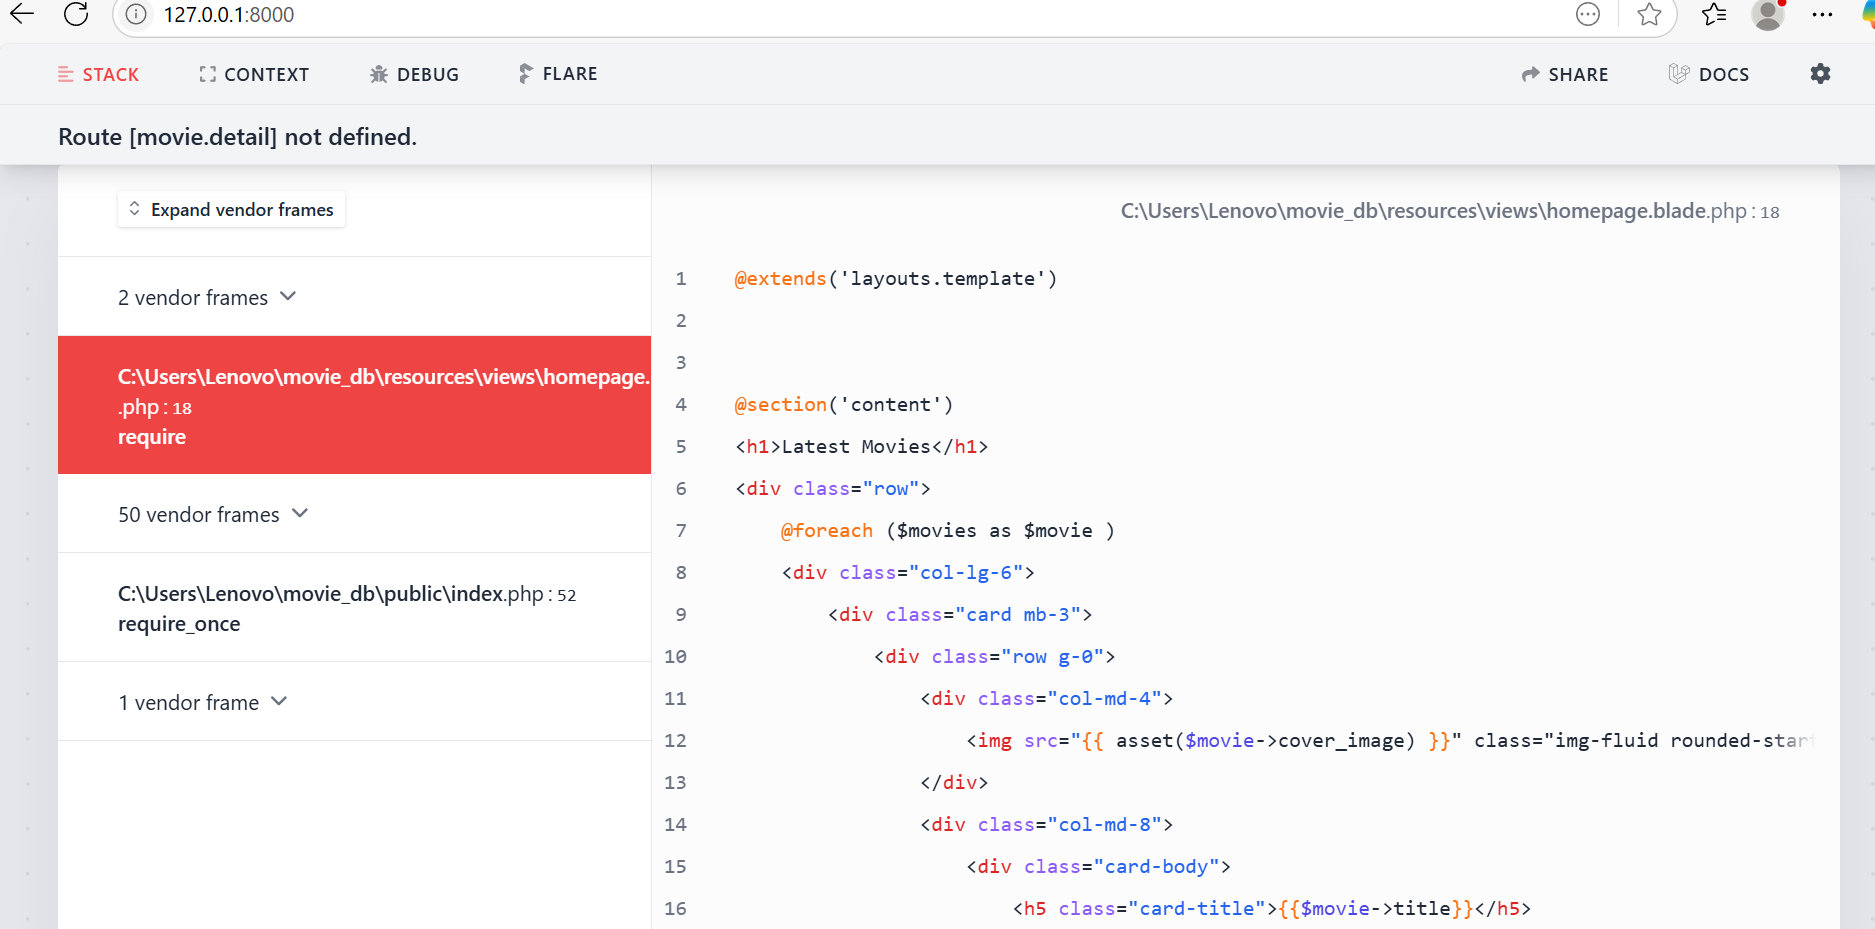 127.0.0.1:8000
STACK CONTEXT DEBUG FLARE SHARE DOCS
Route [movie.detail] not defined.
Expand vendor frames
2 vendor frames
C:\Users\Lenovo\movie_db\resources\views\homepage.
.php : 18
require
50 vendor frames
C:\Users\Lenovo\movie_db\public\index.php : 52
require_once
1 vendor frame
C:\Users\Lenovo\movie_db\resources\views\homepage.blade.php : 18
1 @extends('layouts.template')
2
3
4 @section('content')
5 <h1>Latest Movies</h1>
6 <div class="row">
7 @foreach ($movies as $movie )
8 <div class="col-lg-6">
9 <div class="card mb-3">
10 <div class="row g-0">
11 <div class="col-md-4">
12 <img src="{{ asset($movie->cover_image) }}" class="img-fluid rounded-start
13 </div>
14 <div class="col-md-8">
15 <div class="card-body">
16 <h5 class="card-title">{{$movie->title}}</h5>